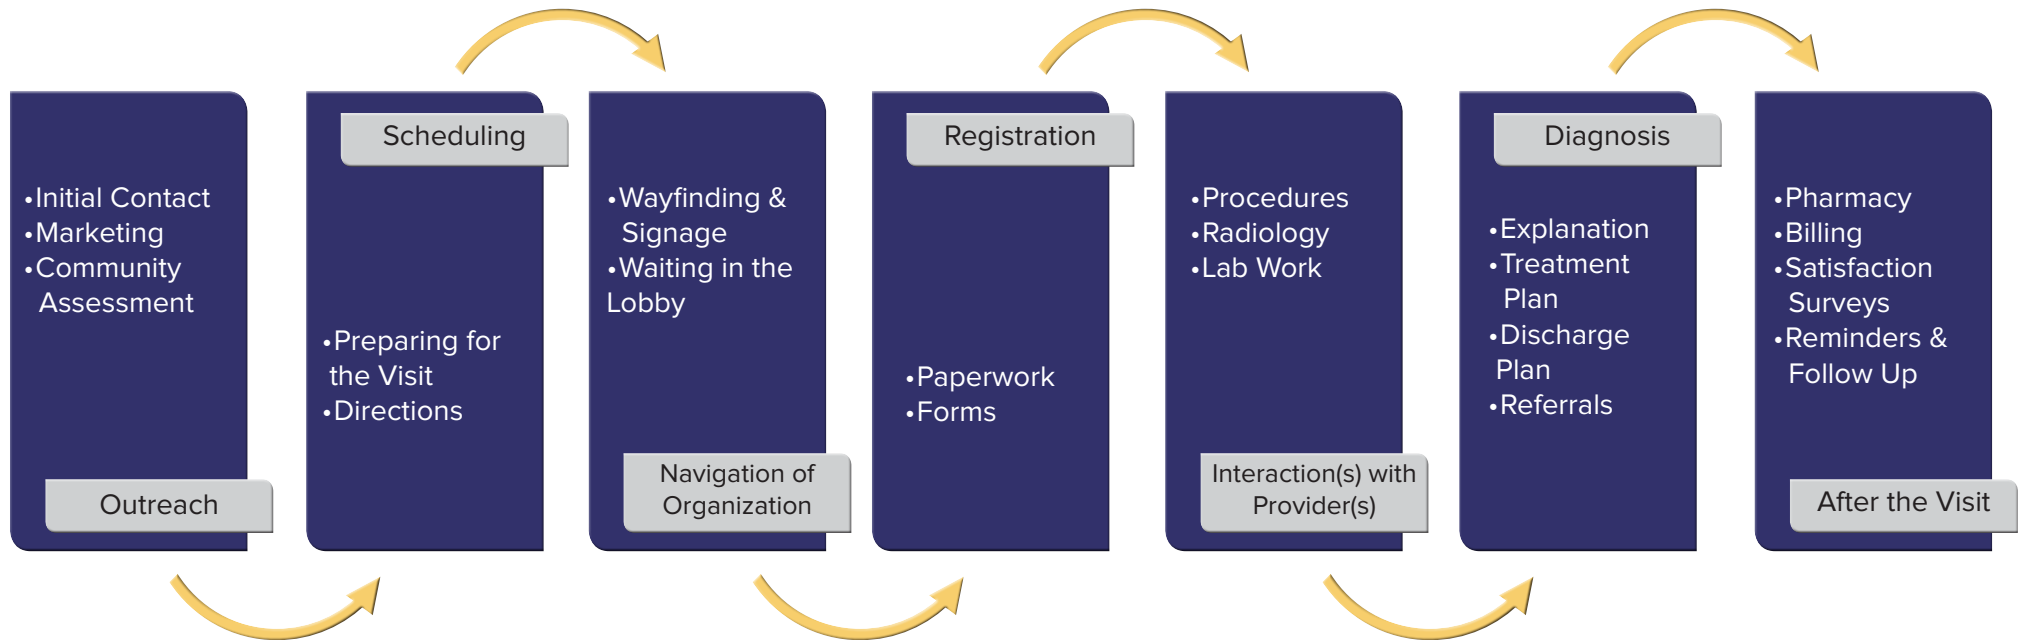 •Initial Contact
•Marketing
•Community
Assessment
Outreach
Scheduling
•Preparing for
the Visit
•Directions
•Wayfinding &
Signage
•Waiting in the
Lobby
Navigation of
Organization
Registration
•Paperwork
•Forms
•Procedures
•Radiology
•Lab Work
Interaction(s) with
Provider(s)
Diagnosis
•Explanation
•Treatment
Plan
•Discharge
Plan
•Referrals
•Pharmacy
•Billing
•Satisfaction
Surveys
•Reminders &
Follow Up
After the Visit